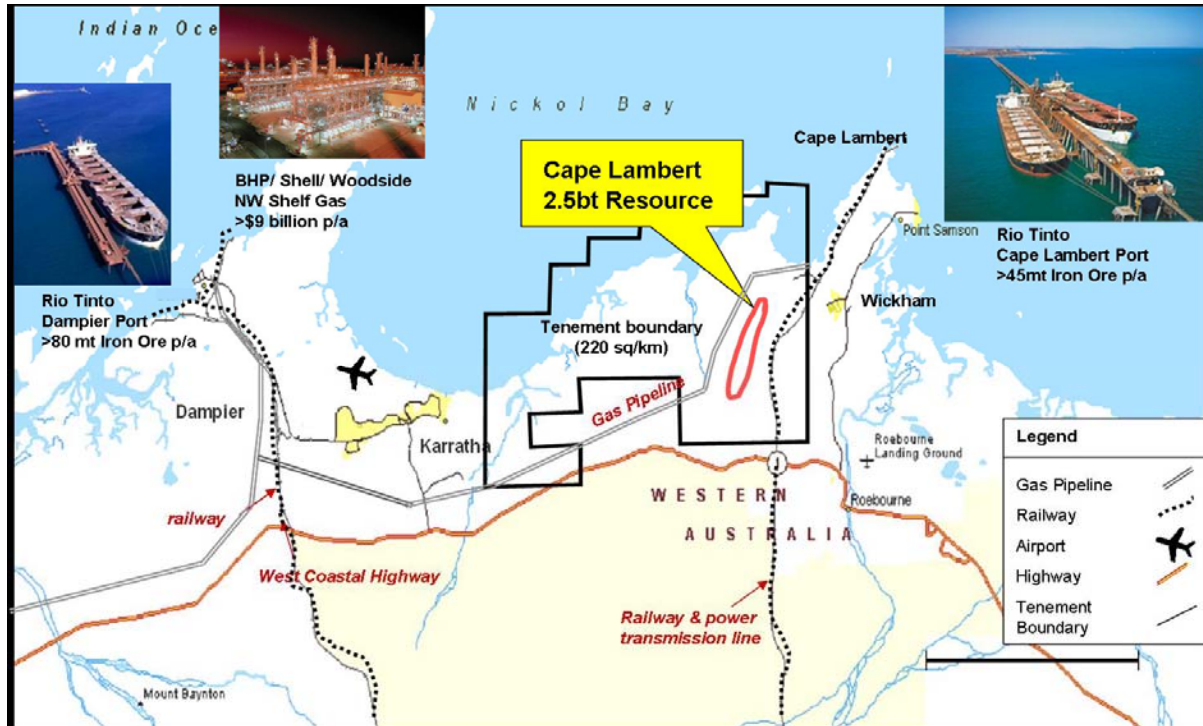 Indian Oce
Nickol Bay
Cape Lambert
Cape Lambert
2.5bt Resource
BHP/ Shell/ Woodside
NW Shelf Gas
>$9 billion p/a
Point Samson
Rio Tinto
Cape Lambert Port
>45mt Iron Ore p/a
Rio Tinto
Dampier Port
>80 mt Iron Ore p/a
Wickham
Tenement boundary
(220 sq/km)
Gas Pipeline
Dampier
Karratha
Roebourne
Landing Ground
WESTERN
AUSTRALIA
Roebourne
railway
West Coastal Highway
Railway & power
transmission line
Mount Baynton
Legend
Gas Pipeline
Railway
Airport
Highway
Tenement
Boundary